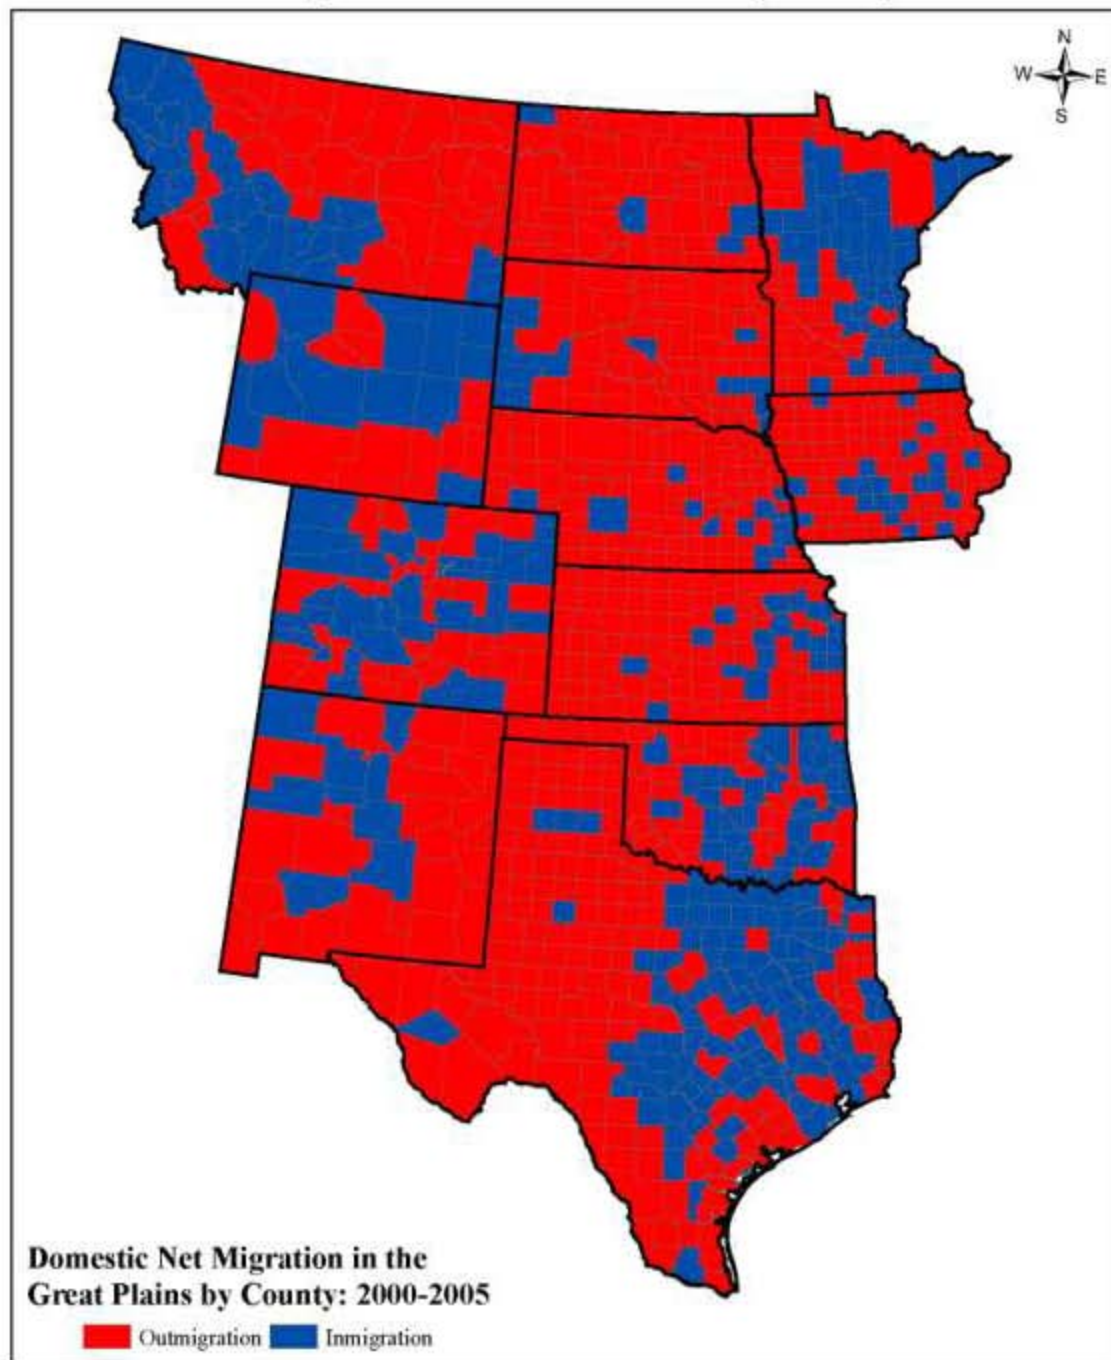 N
W E
S
Domestic Net Migration in the
Great Plains by County: 2000-2005
Outmigration Inmigration